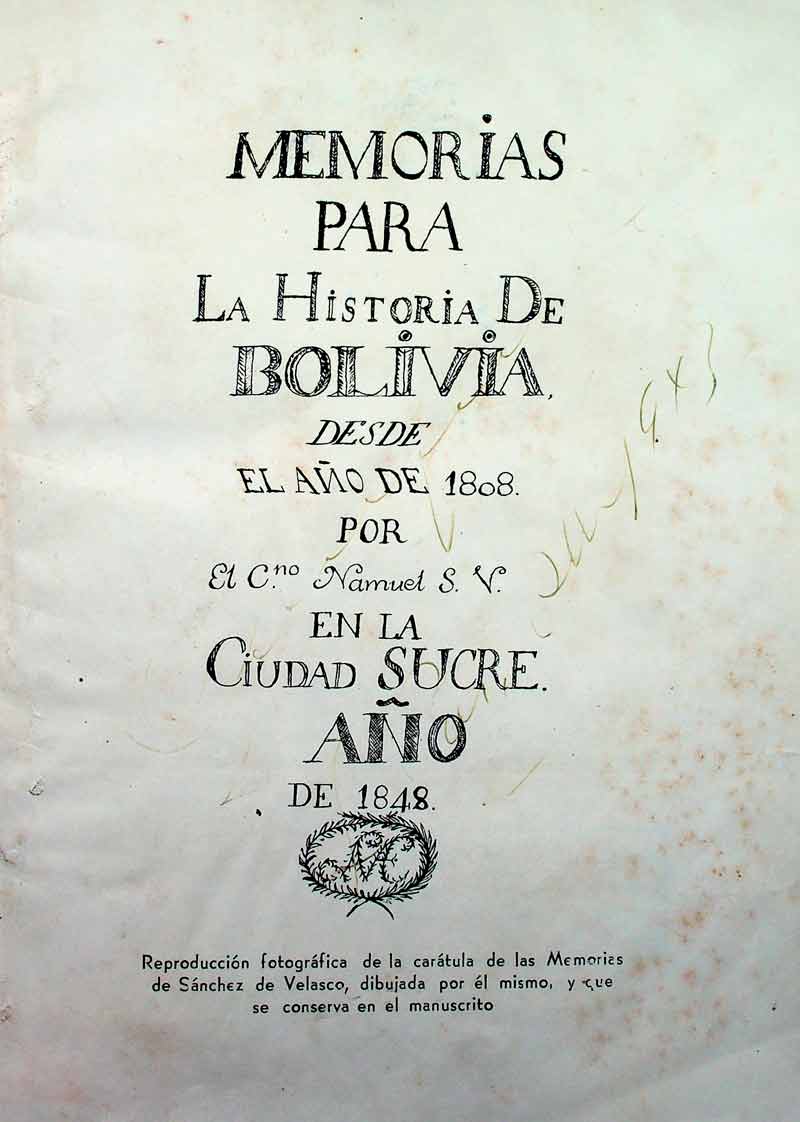 MEMORIAS
PARA
LA HISTORIA DE
BOLIVIA,
DESDE
EL AÑO DE 1808.
POR
El C.no Namuel S. V.
EN LA
CIUDAD SUCRE.
AÑO
DE 1848.
Reproducción fotográfica de la carátula de las Memorias
de Sánchez de Velasco, dibujada por él mismo, y que
se conserva en el manuscrito